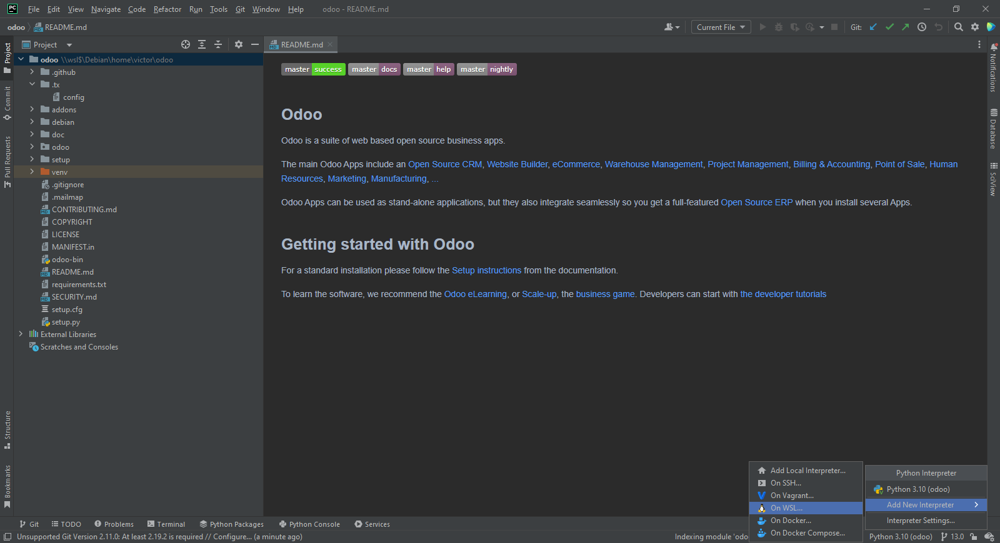 PC File Edit View Navigate Code Refactor Run Tools Git Window Help odoo - README.md
odoo README.md Current File Git:
Project
README.md
odoo \\wsl$\Debian\home\victor\odoo
.github
.tx
config
addons
debian
doc
odoo
setup
venv
.gitignore
.mailmap
CONTRIBUTING.md
COPYRIGHT
LICENSE
MANIFEST.in
odoo-bin
README.md
requirements.txt
SECURITY.md
setup.cfg
setup.py
External Libraries
Scratches and Consoles
Project
Commit
Pull Requests
Structure
Bookmarks
master success master docs master help master nightly
Odoo
Odoo is a suite of web based open source business apps.
The main Odoo Apps include an Open Source CRM, Website Builder, eCommerce, Warehouse Management, Project Management, Billing & Accounting, Point of Sale, Human
Resources, Marketing, Manufacturing, ...
Odoo Apps can be used as stand-alone applications, but they also integrate seamlessly so you get a full-featured Open Source ERP when you install several Apps.
Getting started with Odoo
For a standard installation please follow the Setup instructions from the documentation.
To learn the software, we recommend the Odoo eLearning, or Scale-up, the business game. Developers can start with the developer tutorials
Notifications
Database
SciView
Add Local Interpreter...
On SSH...
On Vagrant...
On WSL...
On Docker...
On Docker Compose...
Python Interpreter
Python 3.10 (odoo)
Add New Interpreter
Interpreter Settings...
Git TODO Problems Terminal Python Packages Python Console Services
Unsupported Git Version 2.11.0: At least 2.19.2 is required // Configure... (a minute ago) Indexing module 'odo Python 3.10 (odoo) 13.0